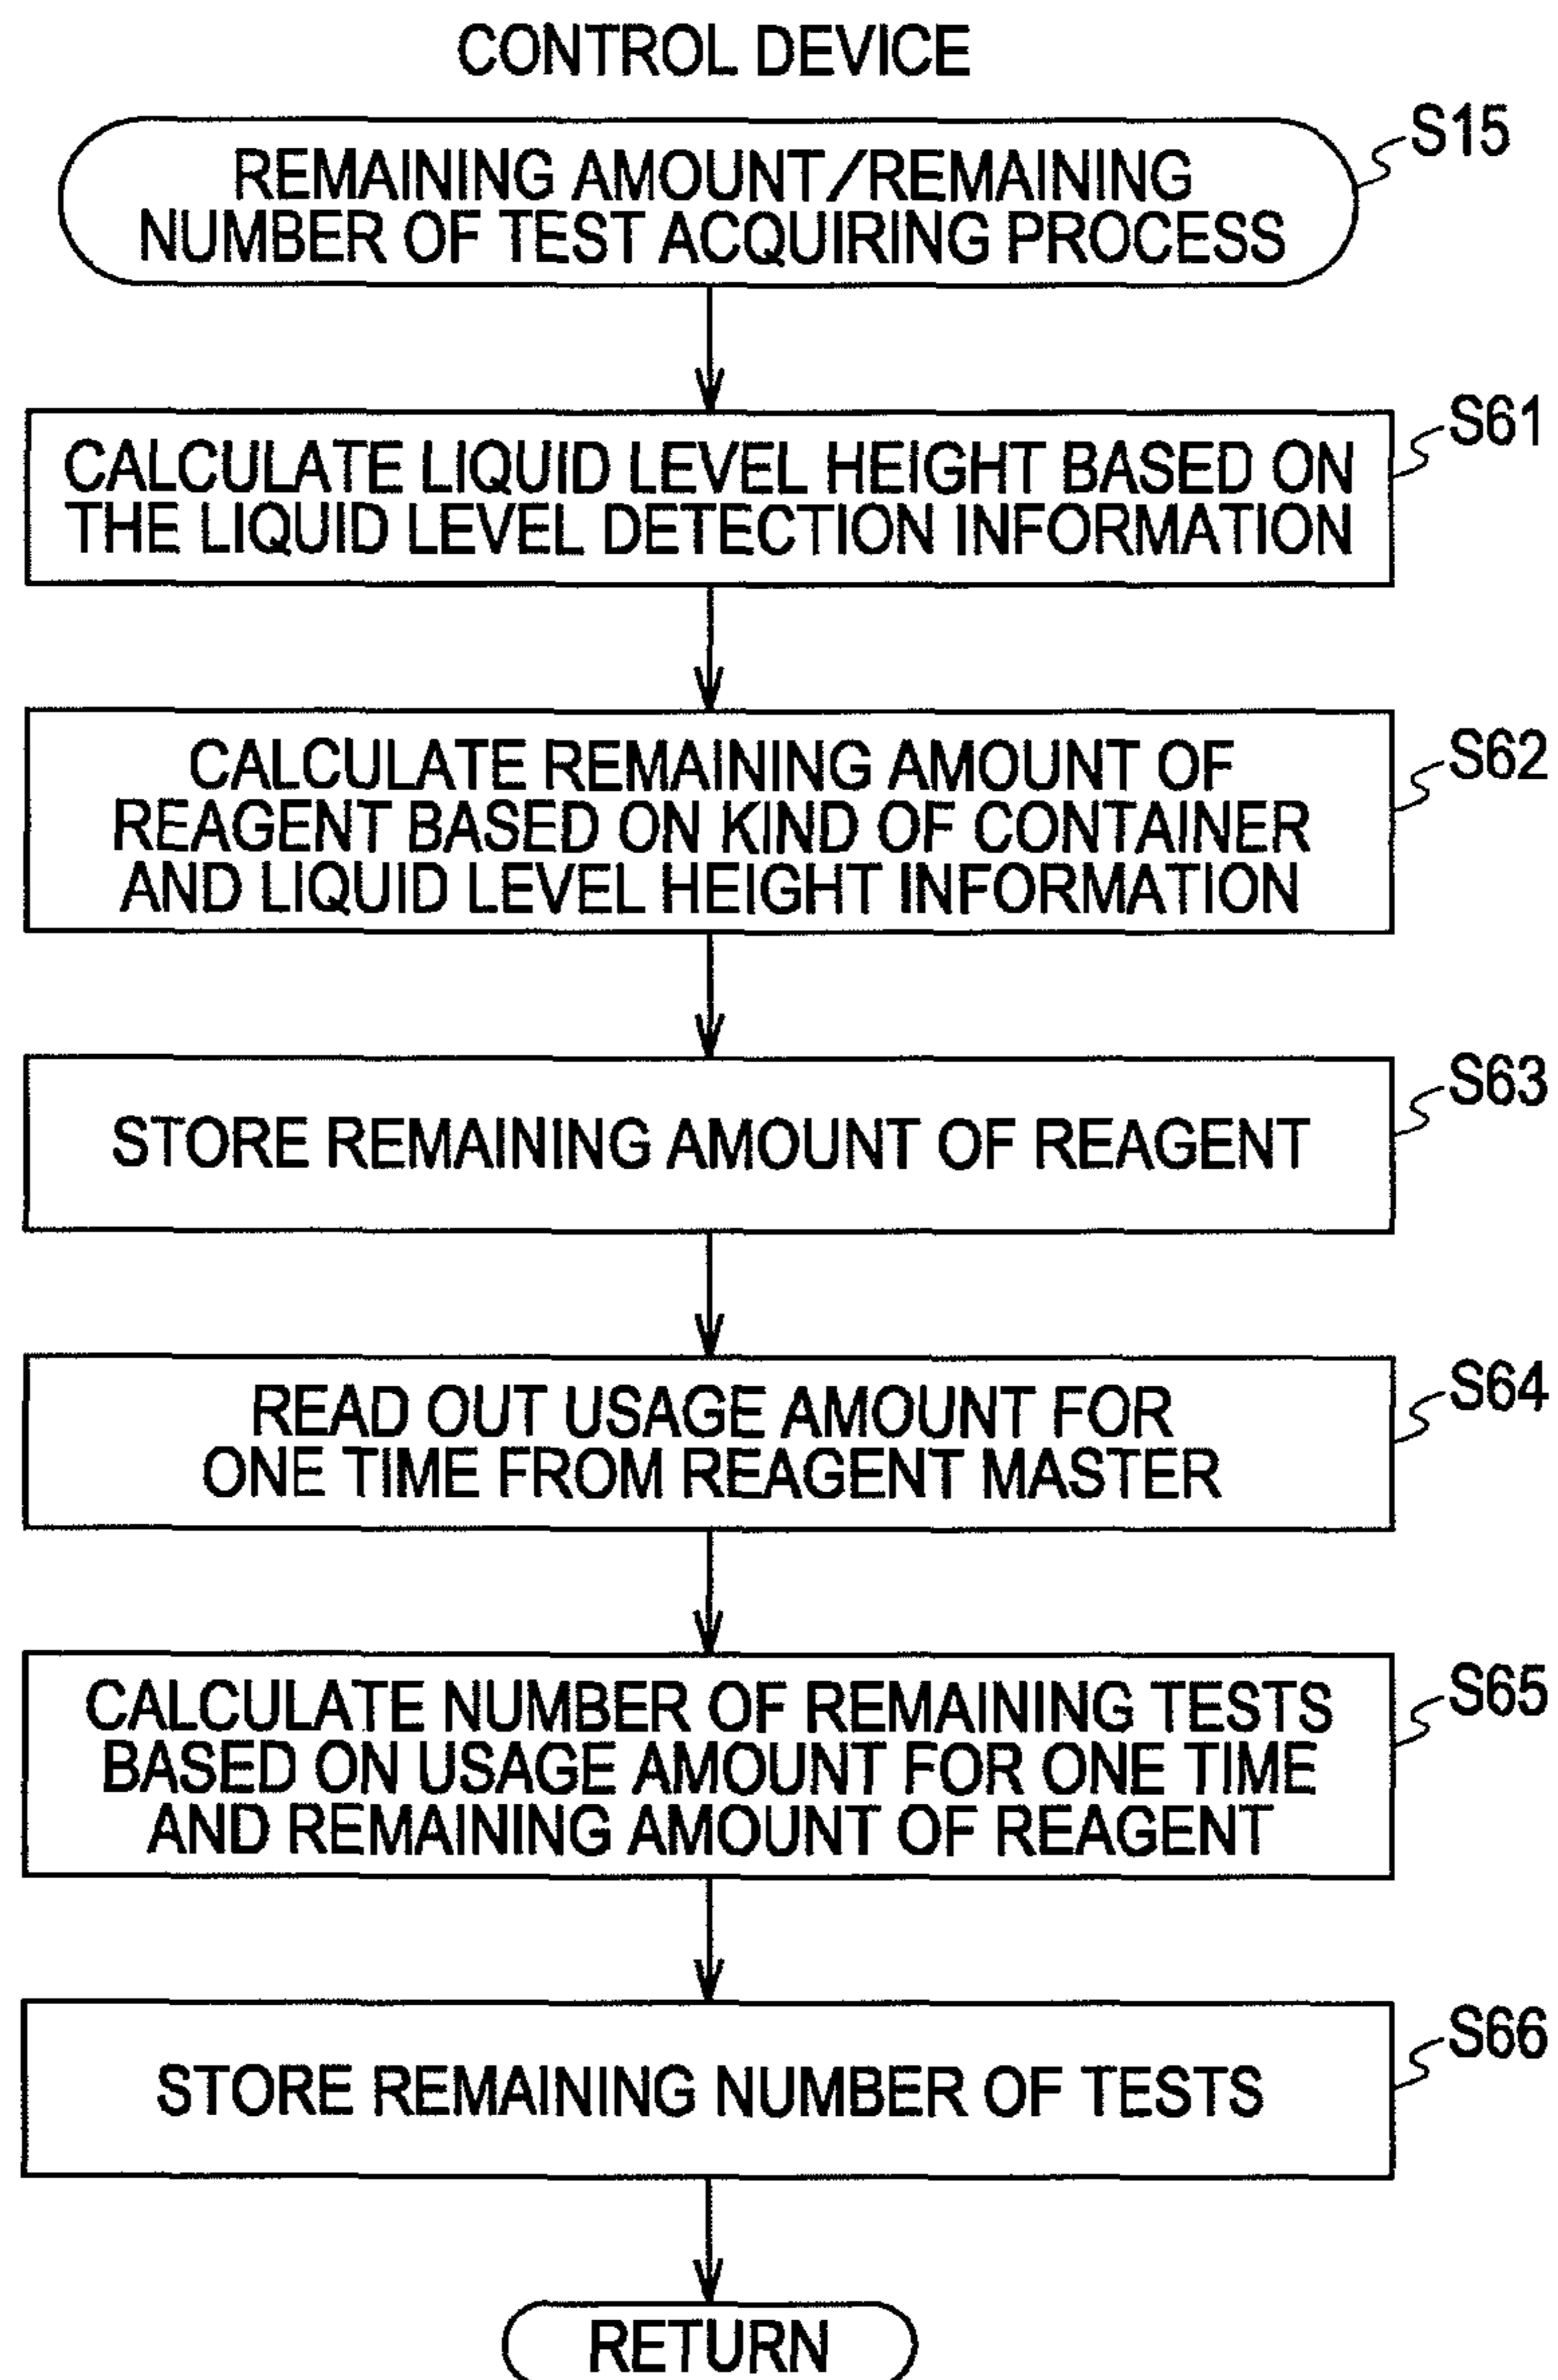 CONTROL DEVICE
S15
REMAINING AMOUNT/REMAINING
NUMBER OF TEST ACQUIRING PROCESS
S61
CALCULATE LIQUID LEVEL HEIGHT BASED ON
THE LIQUID LEVEL DETECTION INFORMATION
S62
CALCULATE REMAINING AMOUNT OF
REAGENT BASED ON KIND OF CONTAINER
AND LIQUID LEVEL HEIGHT INFORMATION
S63
STORE REMAINING AMOUNT OF REAGENT
S64
READ OUT USAGE AMOUNT FOR
ONE TIME FROM REAGENT MASTER
S65
CALCULATE NUMBER OF REMAINING TESTS
BASED ON USAGE AMOUNT FOR ONE TIME
AND REMAINING AMOUNT OF REAGENT
S66
STORE REMAINING NUMBER OF TESTS
RETURN